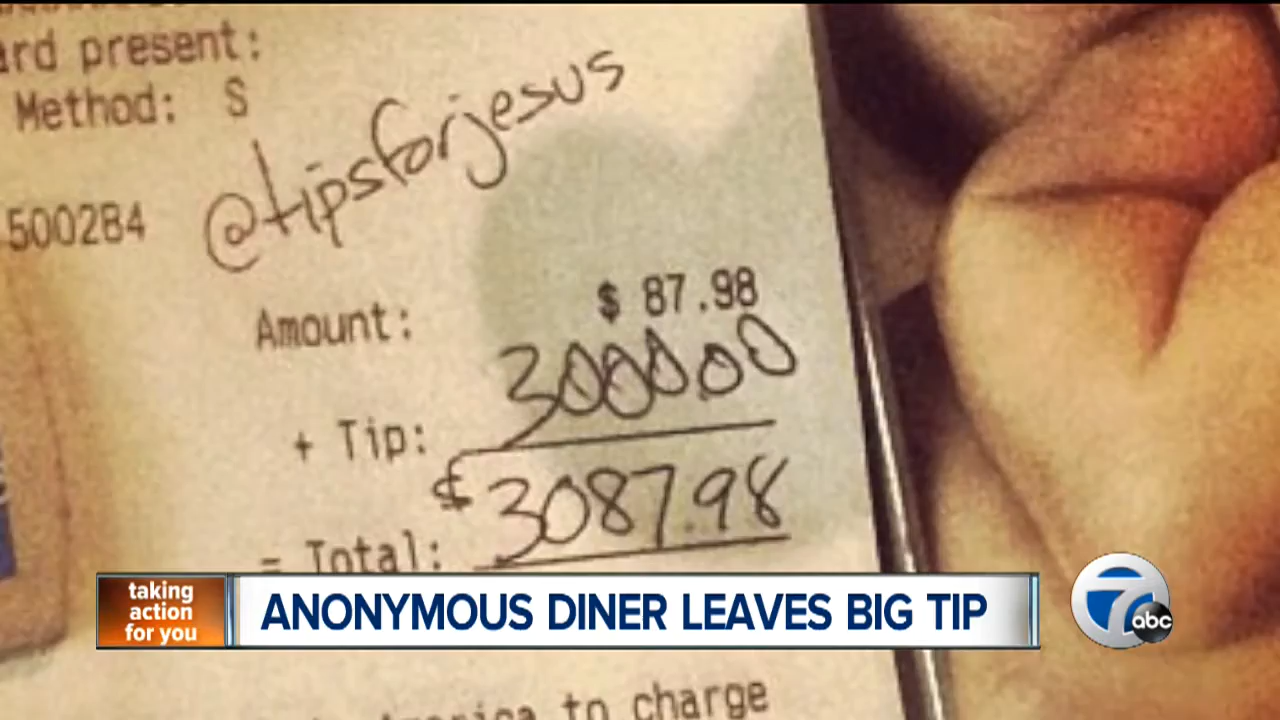 ard present:
Method: S
@tipsforjesus
500284
Amount: $ 87.98
+ Tip: 3000.00
= Total: $3087.98
to charge
taking
action
for you
ANONYMOUS DINER LEAVES BIG TIP
7
abc